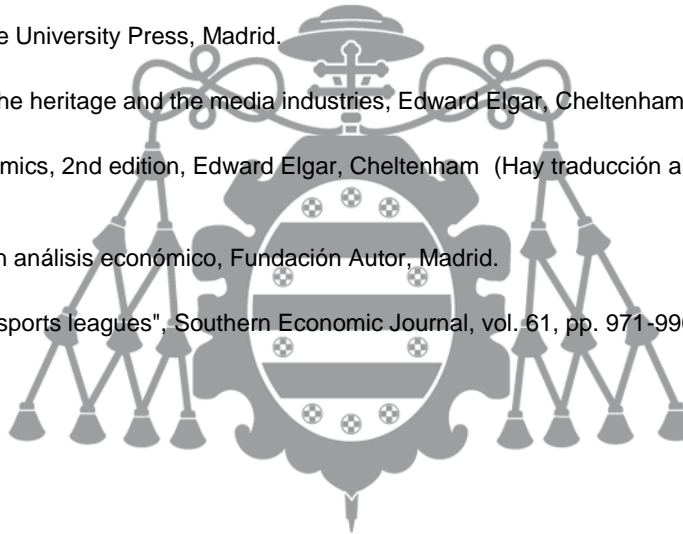 e University Press, Madrid.
he heritage and the media industries, Edward Elgar, Cheltenham
mics, 2nd edition, Edward Elgar, Cheltenham (Hay traducción a
n análisis económico, Fundación Autor, Madrid.
sports leagues", Southern Economic Journal, vol. 61, pp. 971-990